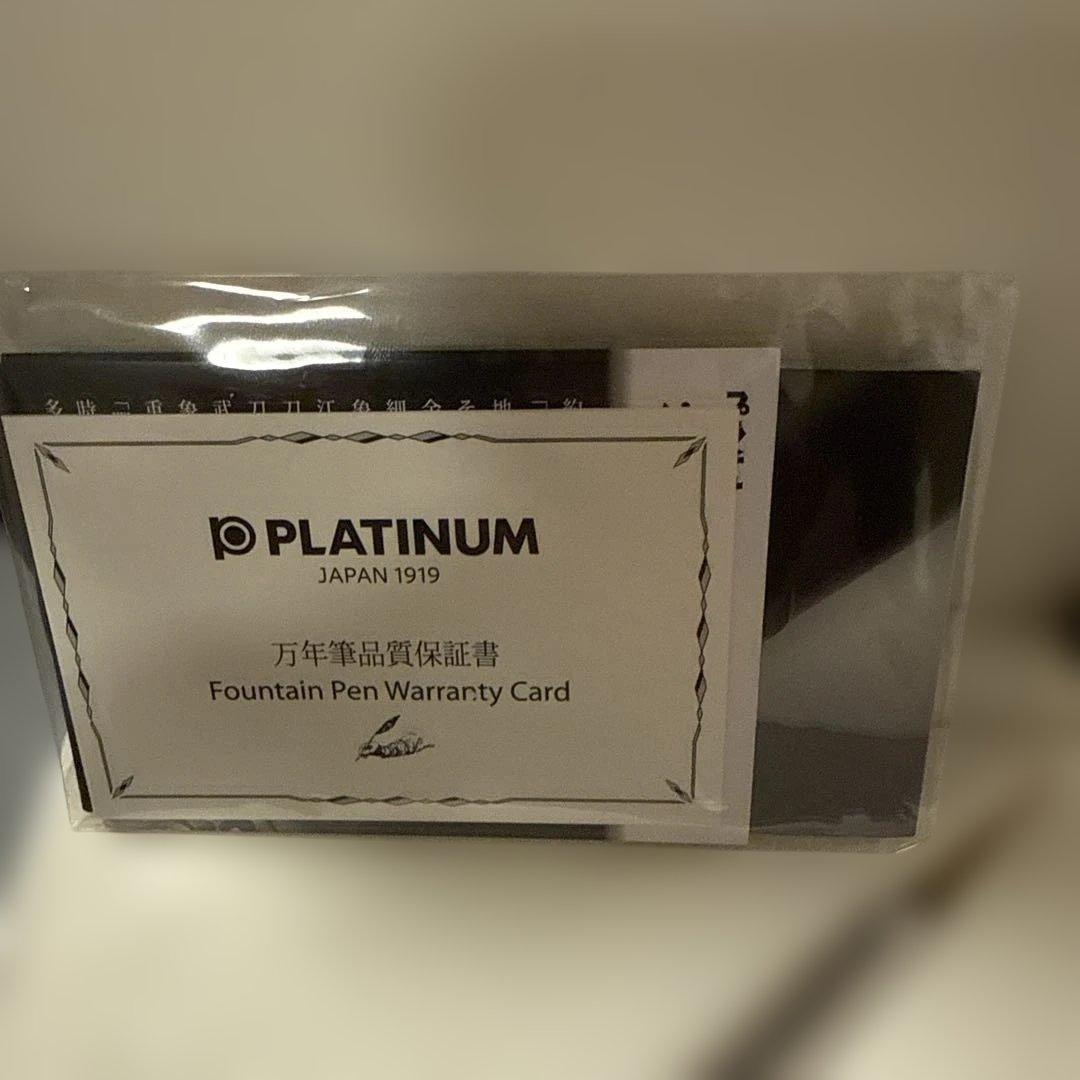 PLATINUM
JAPAN 1919
万年筆品質保証書
Fountain Pen Warranty Card